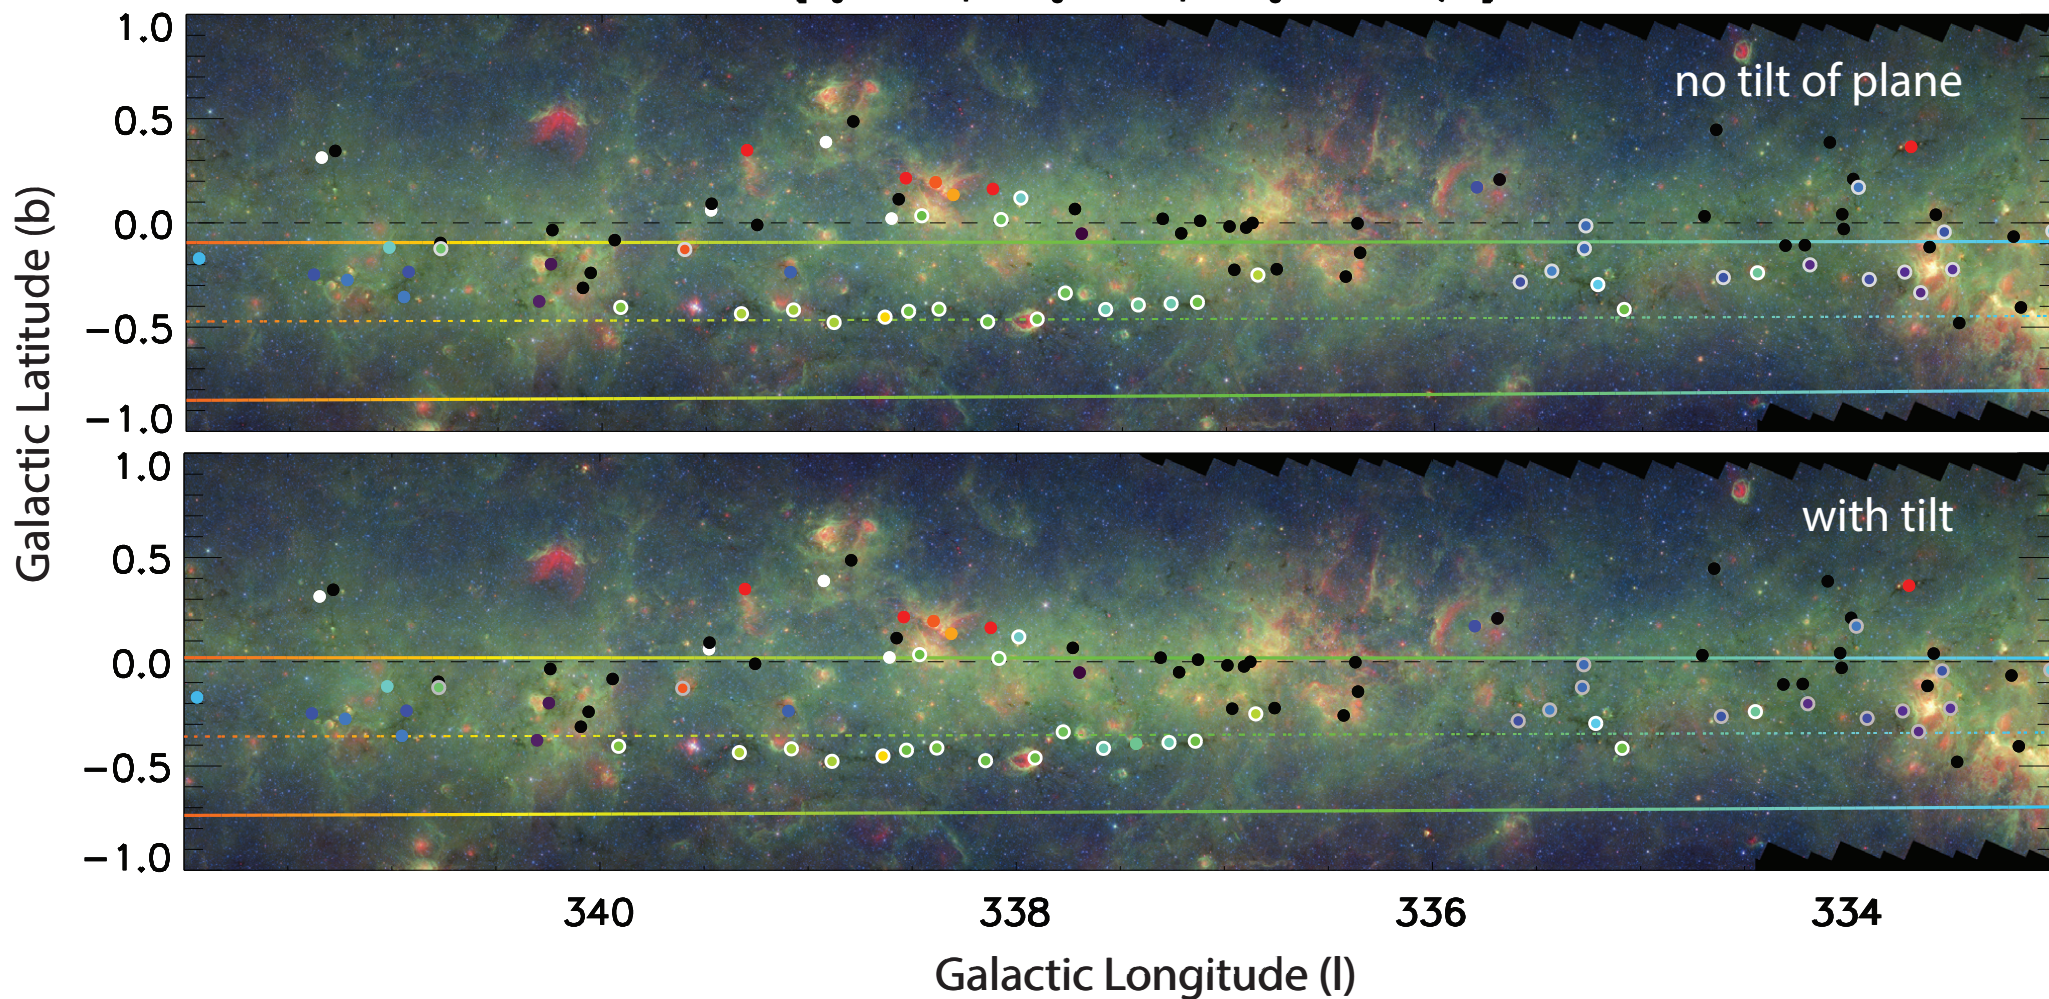 1.0
no tilt of plane
0.5
0.0
−0.5
−1.0
1.0
with tilt
0.5
0.0
−0.5
−1.0
340 338 336 334
Galactic Latitude (b)
Galactic Longitude (l)